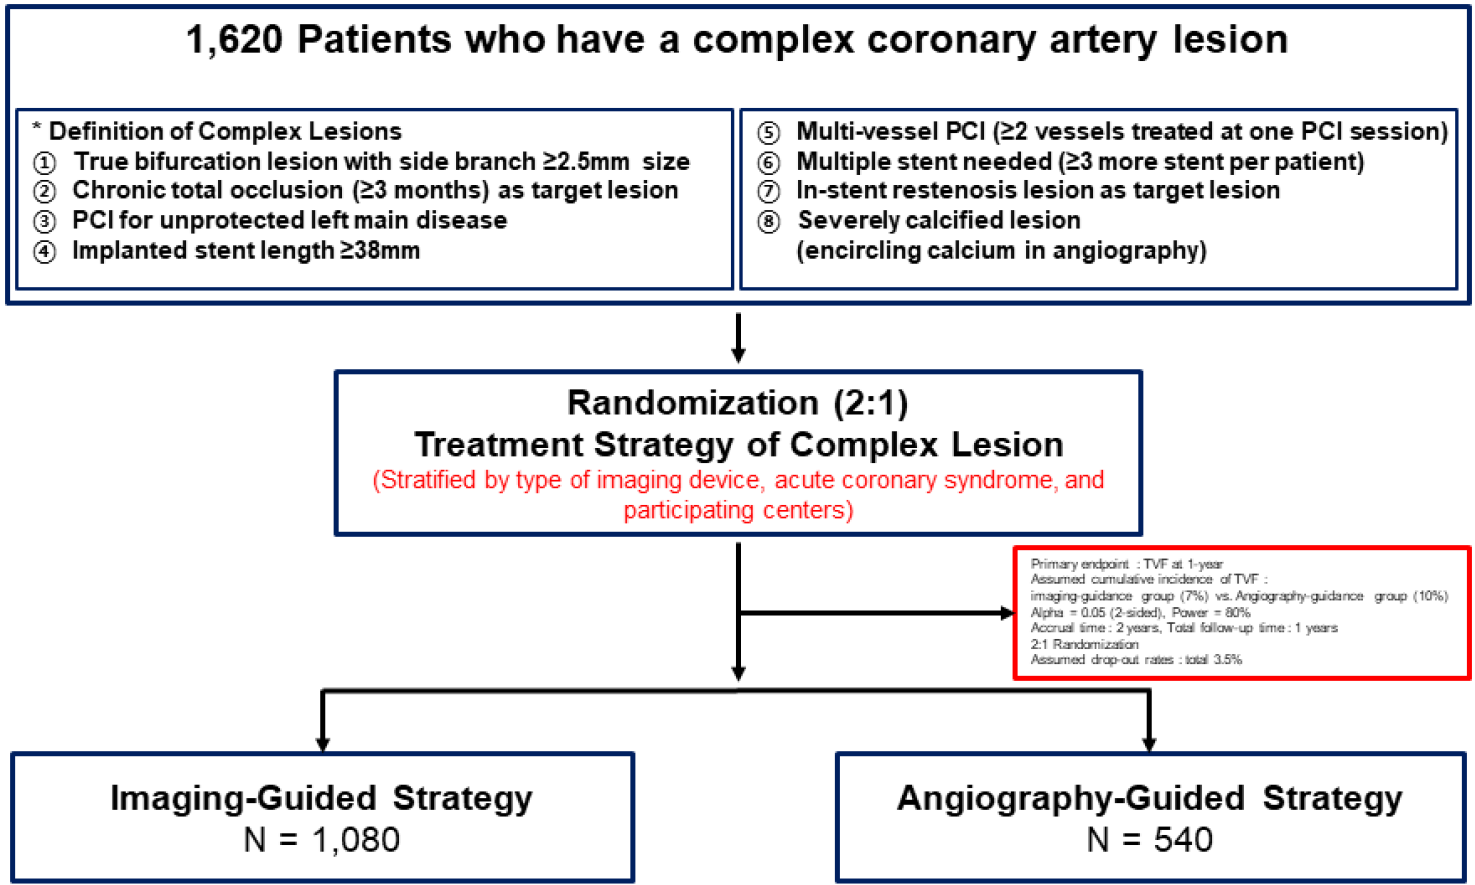 1,620 Patients who have a complex coronary artery lesion
* Definition of Complex Lesions
① True bifurcation lesion with side branch ≥2.5mm size
② Chronic total occlusion (≥3 months) as target lesion
③ PCI for unprotected left main disease
④ Implanted stent length ≥38mm
⑤ Multi-vessel PCI (≥2 vessels treated at one PCI session)
⑥ Multiple stent needed (≥3 more stent per patient)
⑦ In-stent restenosis lesion as target lesion
⑧ Severely calcified lesion
(encircling calcium in angiography)
Randomization (2:1)
Treatment Strategy of Complex Lesion
(Stratified by type of imaging device, acute coronary syndrome, and
participating centers)
Primary endpoint : TVF at 1-year
Assumed cumulative incidence of TVF :
imaging-guidance group (7%) vs. Angiography-guidance group (10%)
Alpha = 0.05 (2-sided), Power = 80%
Accrual time : 2 years, Total follow-up time : 1 years
2:1 Randomization
Assumed drop-out rates : total 3.5%
Imaging-Guided Strategy
N = 1,080
Angiography-Guided Strategy
N = 540